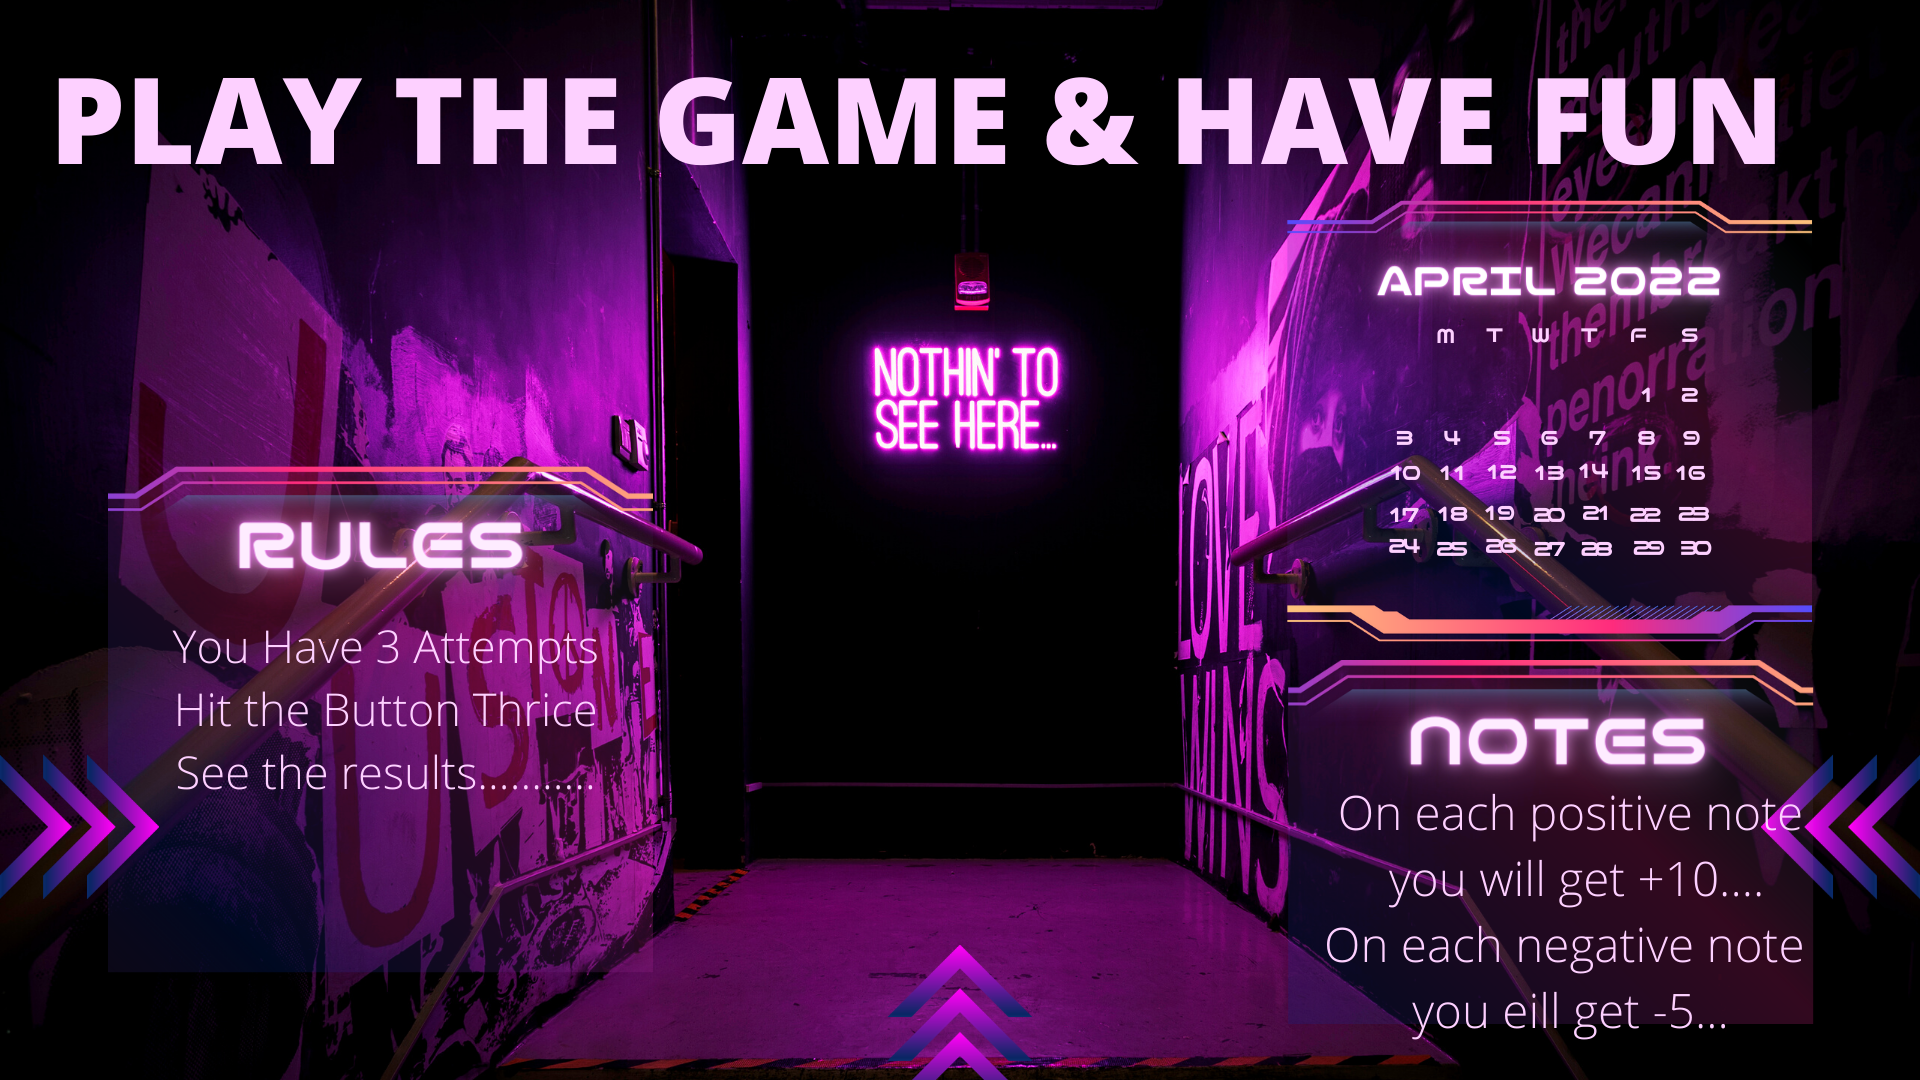 PLAY THE GAME & HAVE FUN
NOTHIN' TO
SEE HERE...
RULES
You Have 3 Attempts
Hit the Button Thrice
See the results...........
APRIL 2022
M T W T F S
1 2
3 4 5 6 7 8 9
10 11 12 13 14 15 16
17 18 19 20 21 22 23
24 25 26 27 28 29 30
NOTES
On each positive note
you will get +10....
On each negative note
you eill get -5...
LOVE
WINS